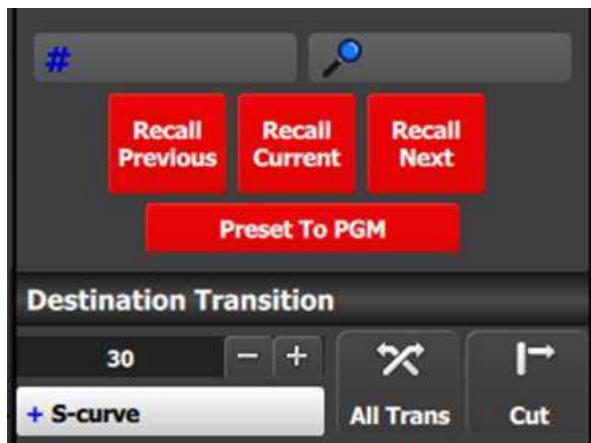 #
Recall Previous
Recall Current
Recall Next
Preset To PGM
Destination Transition
30 − +
+ S-curve
All Trans
Cut